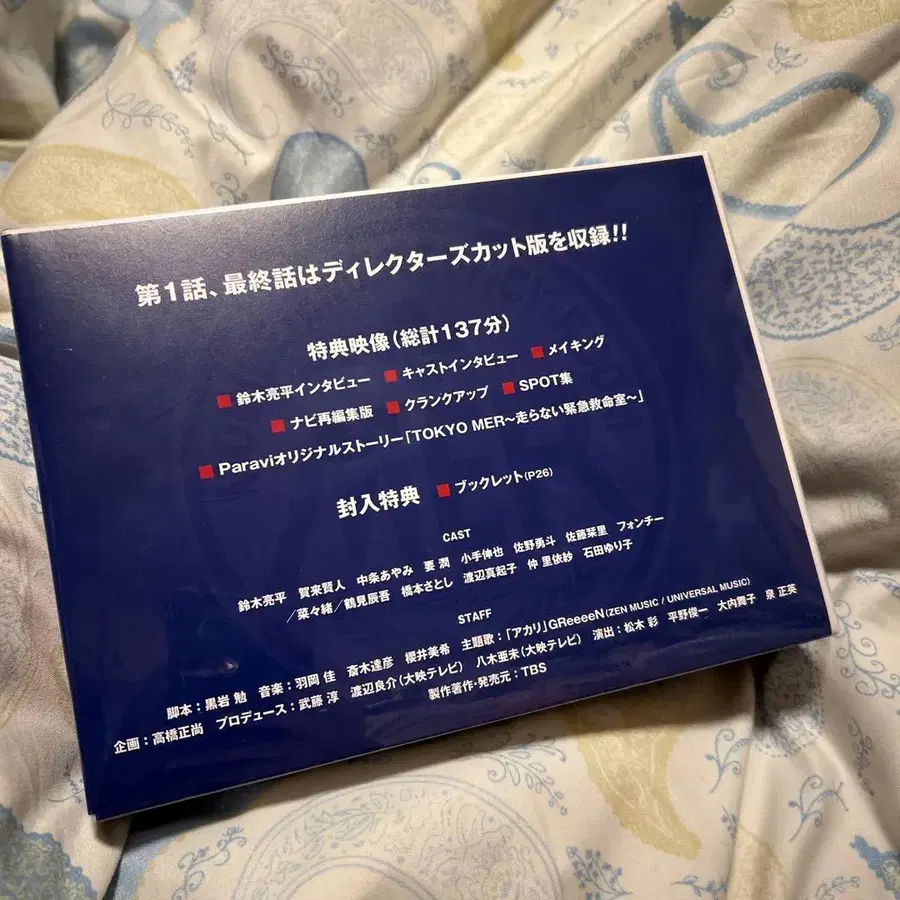 第1話、最終話はディレクターズカット版を収録!!
特典映像(総計137分)
■ 鈴木亮平インタビュー ■ キャストインタビュー ■ メイキング
■ ナビ再編集版 ■ クランクアップ ■ SPOT集
■ Paraviオリジナルストーリー「TOKYO MER～走らない緊急救命室～」
封入特典 ■ ブックレット(P26)
CAST
鈴木亮平 賀来賢人 中条あやみ 要 潤 小手伸也 佐野勇斗 佐藤栞里 フォンチー
／菜々緒／鶴見辰吾 橋本さとし 渡辺真起子 仲 里依紗 石田ゆり子
STAFF
脚本：黒岩 勉 音楽：羽岡 佳 斎木達彦 櫻井美希 主題歌：「アカリ」GReeeeN(ZEN MUSIC / UNIVERSAL MUSIC)
企画：高橋正尚 プロデュース：武藤 淳 渡辺良介(大映テレビ) 八木亜未(大映テレビ) 演出：松木 彩 平野俊一 大内舞子 泉 正英
製作著作・発売元：TBS